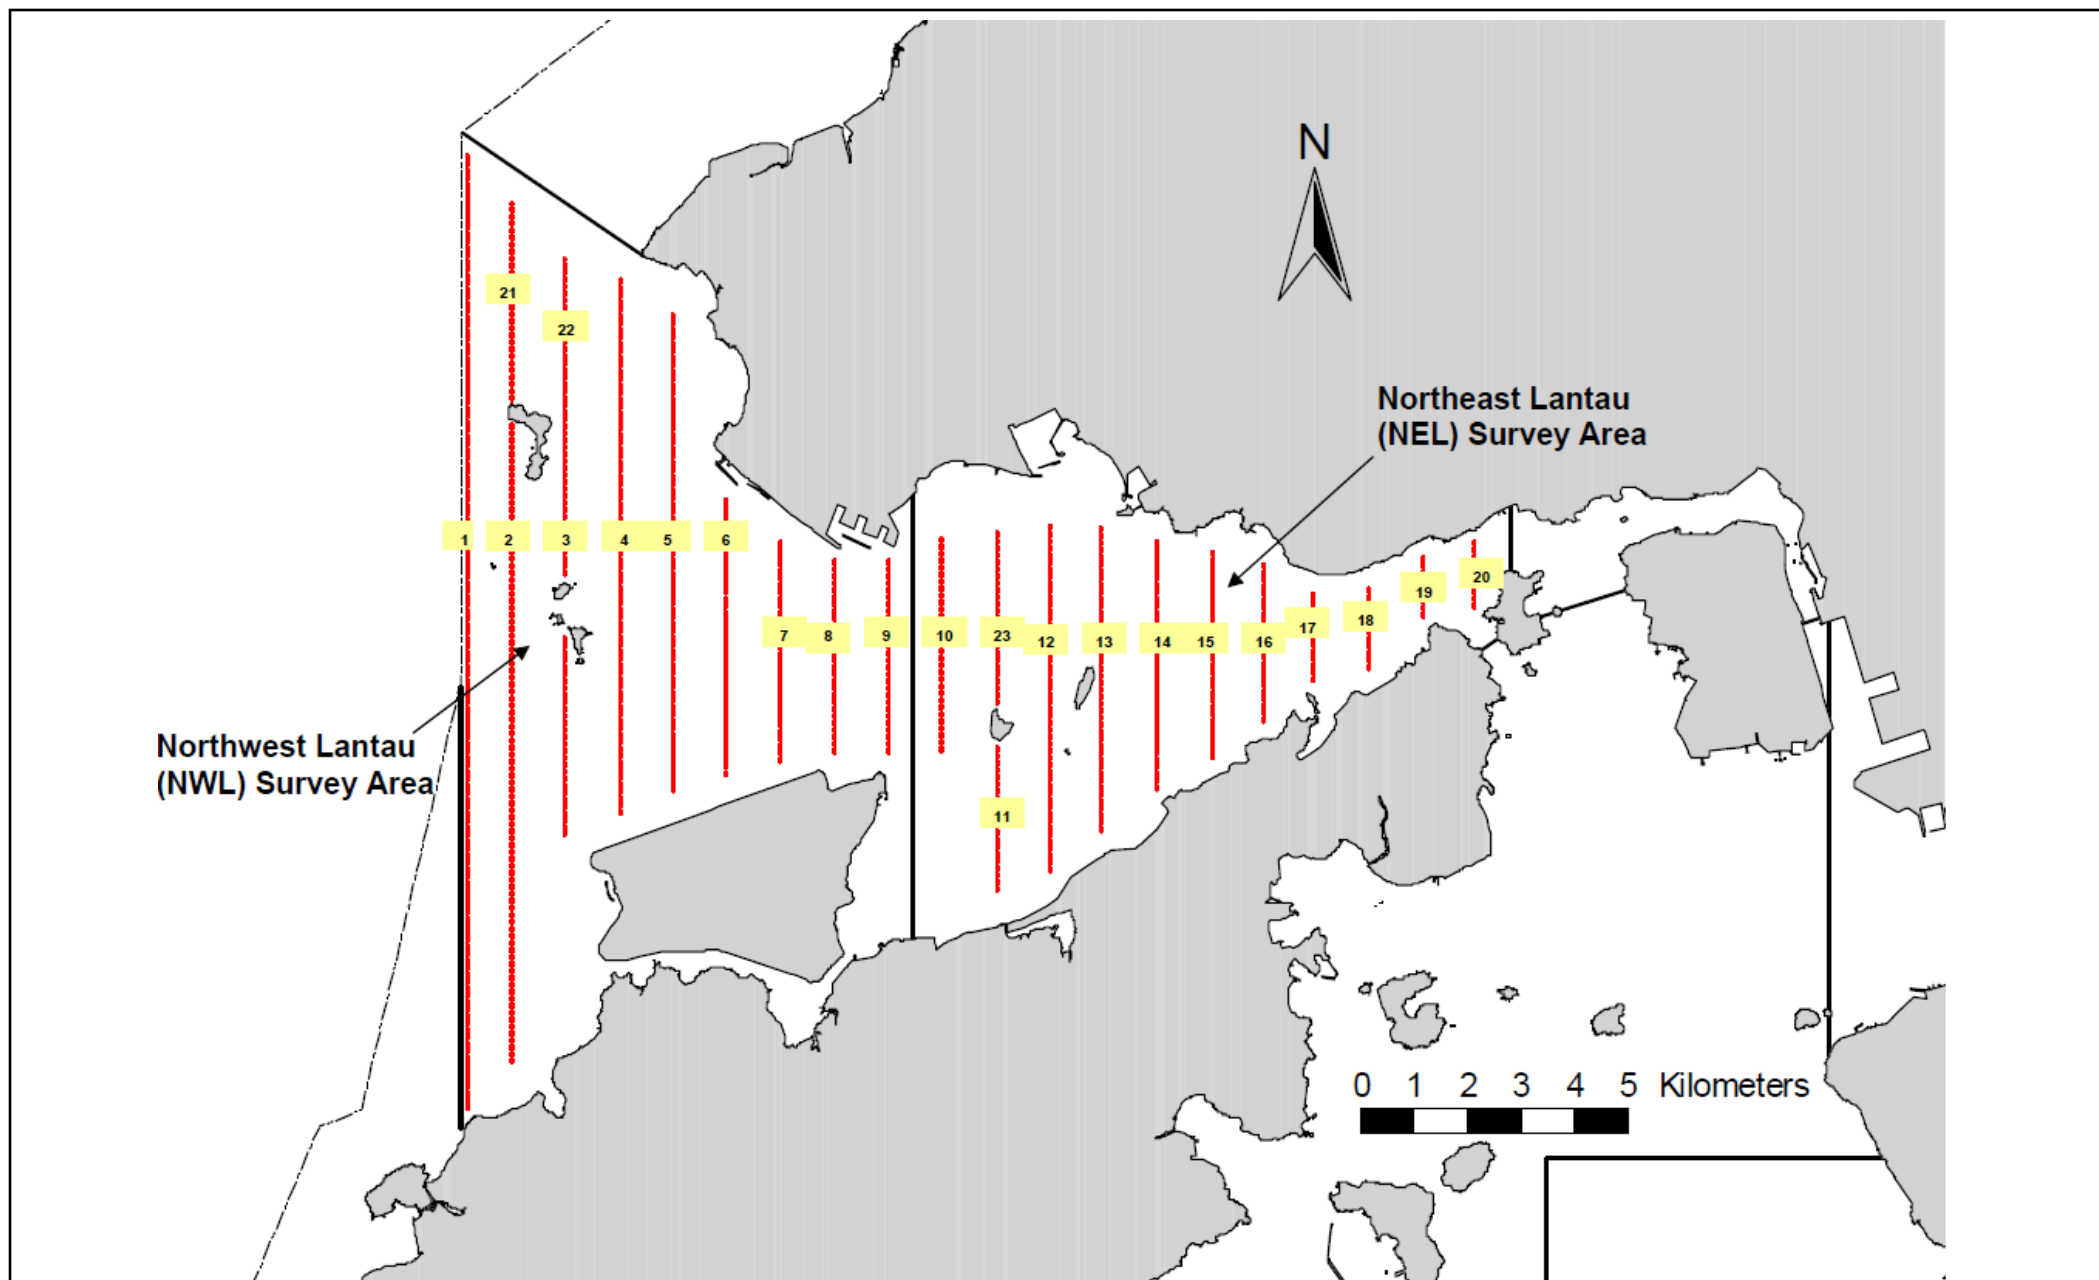 N
21
22
Northeast Lantau
(NEL) Survey Area
1 2 3 4 5 6
20
19
18
17
7 8 9 10 23 12 13 14 15 16
Northwest Lantau
(NWL) Survey Area
11
0 1 2 3 4 5 Kilometers